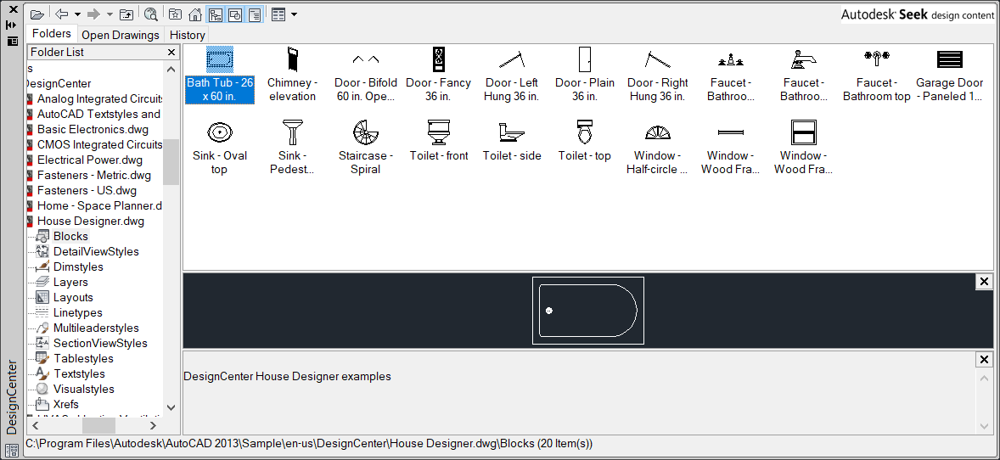 Autodesk® Seek design content
Folders
Open Drawings
History
Folder List
s
DesignCenter
Analog Integrated Circuits
AutoCAD Textstyles and
Basic Electronics.dwg
CMOS Integrated Circuits
Electrical Power.dwg
Fasteners - Metric.dwg
Fasteners - US.dwg
Home - Space Planner.d
House Designer.dwg
Blocks
DetailViewStyles
Dimstyles
Layers
Layouts
Linetypes
Multileaderstyles
SectionViewStyles
Tablestyles
Textstyles
Visualstyles
Xrefs
Bath Tub - 26
x 60 in.
Chimney -
elevation
Door - Bifold
60 in. Ope...
Door - Fancy
36 in.
Door - Left
Hung 36 in.
Door - Plain
36 in.
Door - Right
Hung 36 in.
Faucet -
Bathroo...
Faucet -
Bathroo...
Faucet -
Bathroom top
Garage Door
- Paneled 1...
Sink - Oval
top
Sink -
Pedest...
Staircase -
Spiral
Toilet - front
Toilet - side
Toilet - top
Window -
Half-circle ...
Window -
Wood Fra...
Window -
Wood Fra...
DesignCenter House Designer examples
DesignCenter
C:\Program Files\Autodesk\AutoCAD 2013\Sample\en-us\DesignCenter\House Designer.dwg\Blocks (20 Item(s))